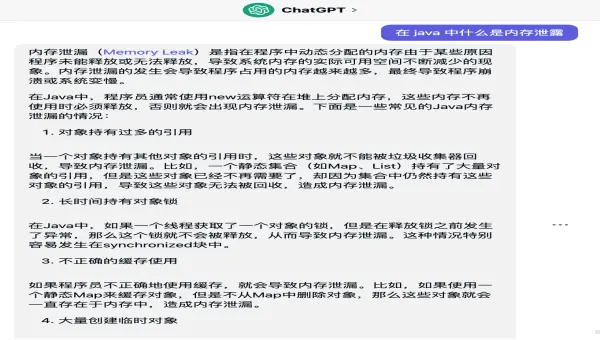 ChatGPT
在 java 中什么是内存泄露
内存泄漏（Memory Leak）是指在程序中动态分配的内存由于某些原因
程序未能释放或无法释放，导致系统内存的实际可用空间不断减少的现
象。内存泄漏的发生会导致程序占用的内存越来越多，最终导致程序崩
溃或系统变慢。
在Java中，程序员通常使用new运算符在堆上分配内存，这些内存不再
使用时必须释放，否则就会出现内存泄漏。下面是一些常见的Java内存
泄漏的情况：
1. 对象持有过多的引用
当一个对象持有其他对象的引用时，这些对象就不能被垃圾收集器回
收，导致内存泄漏。比如，一个静态集合（如Map、List）持有了大量对
象的引用，但是这些对象已经不再需要了，却因为集合中仍然持有这些
对象的引用，导致这些对象无法被回收，造成内存泄漏。
2. 长时间持有对象锁
在Java中，如果一个线程获取了一个对象的锁，但是在释放锁之前发生
了异常，那么这个锁就不会被释放，从而导致内存泄漏。这种情况特别
容易发生在synchronized块中。
3. 不正确的缓存使用
如果程序员不正确地使用缓存，就会导致内存泄漏。比如，如果使用一
个静态Map来缓存对象，但是不从Map中删除对象，那么这些对象就会
一直存在于内存中，造成内存泄漏。
4. 大量创建临时对象